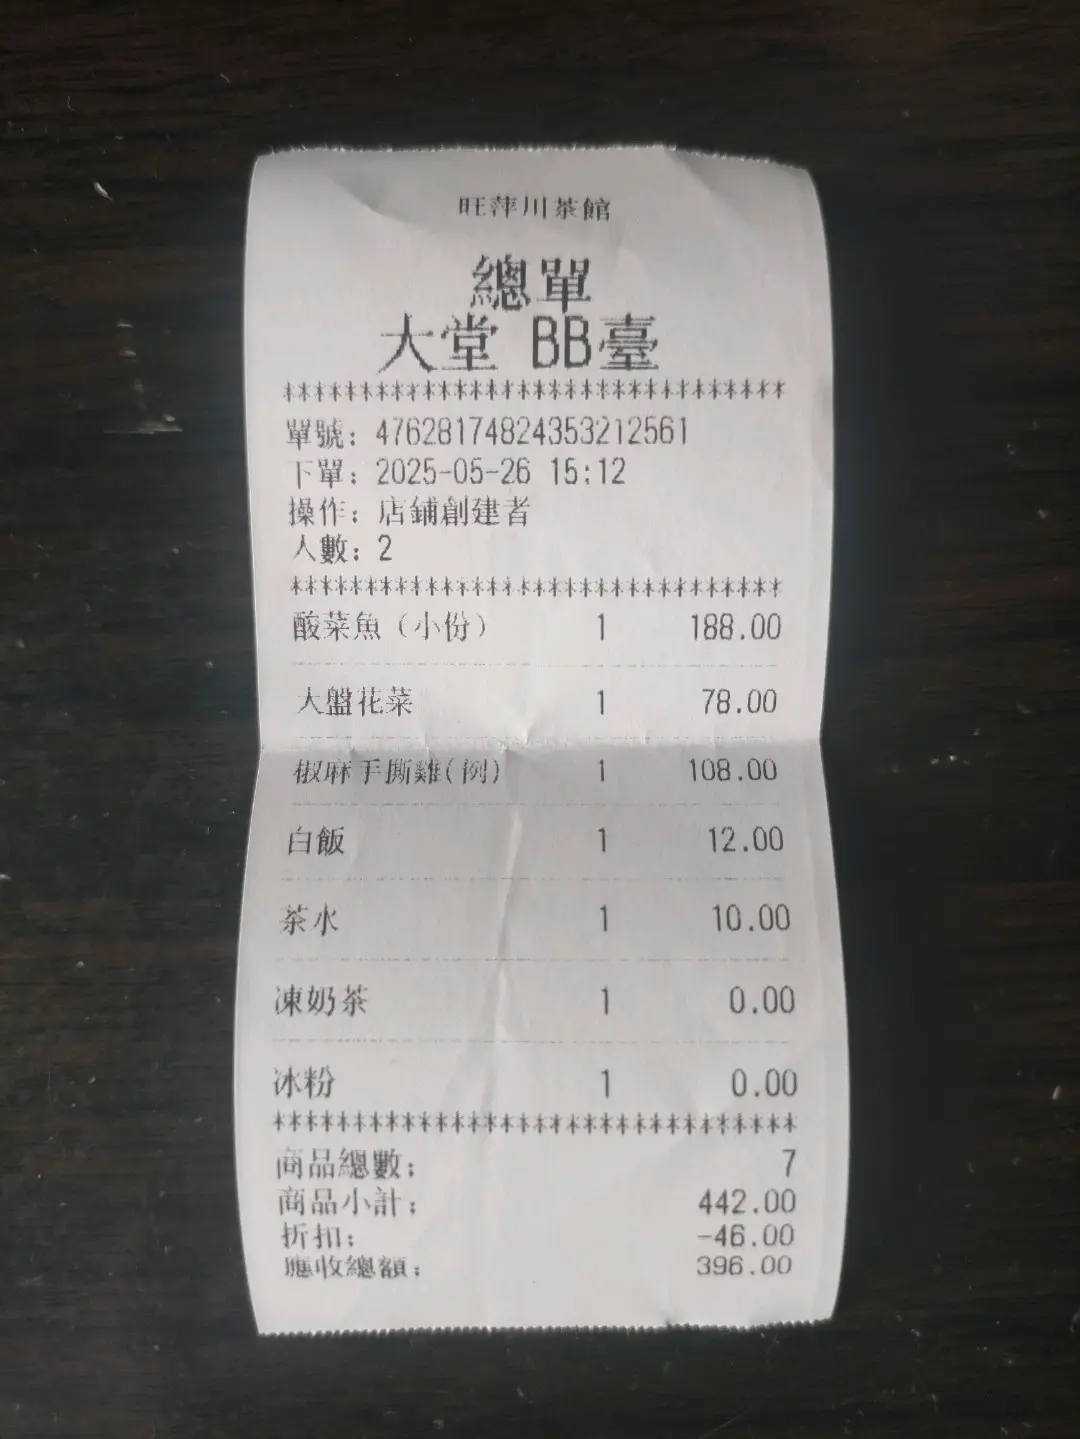 旺萍川茶館
總單
大堂 BB臺
*********************************
單號: 47628174824353212561
下單: 2025-05-26 15:12
操作: 店鋪創建者
人數: 2
*********************************
酸菜魚（小份） 1 188.00
大盤花菜 1 78.00
椒麻手撕雞(例) 1 108.00
白飯 1 12.00
茶水 1 10.00
凍奶茶 1 0.00
冰粉 1 0.00
*********************************
商品總數: 7
商品小計: 442.00
折扣: -46.00
應收總額: 396.00